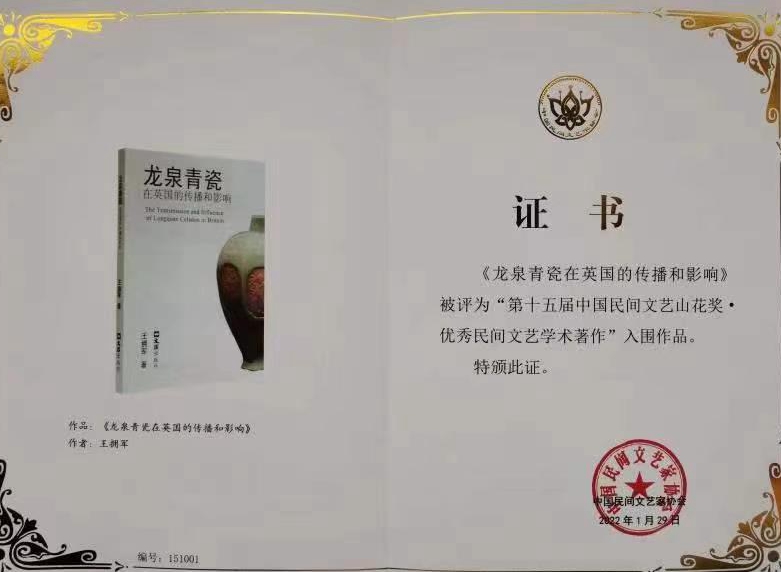 龙泉青瓷
在英国的传播和影响
The Transmission and Influence
of Longquan Celadon in Britain
王拥军 著
作品:《龙泉青瓷在英国的传播和影响》
作者:王拥军
编号:151001
证 书
《龙泉青瓷在英国的传播和影响》
被评为“第十五届中国民间文艺山花奖·
优秀民间文艺学术著作”入围作品。
特颁此证。
中国民间文艺家协会
2022年1月29日